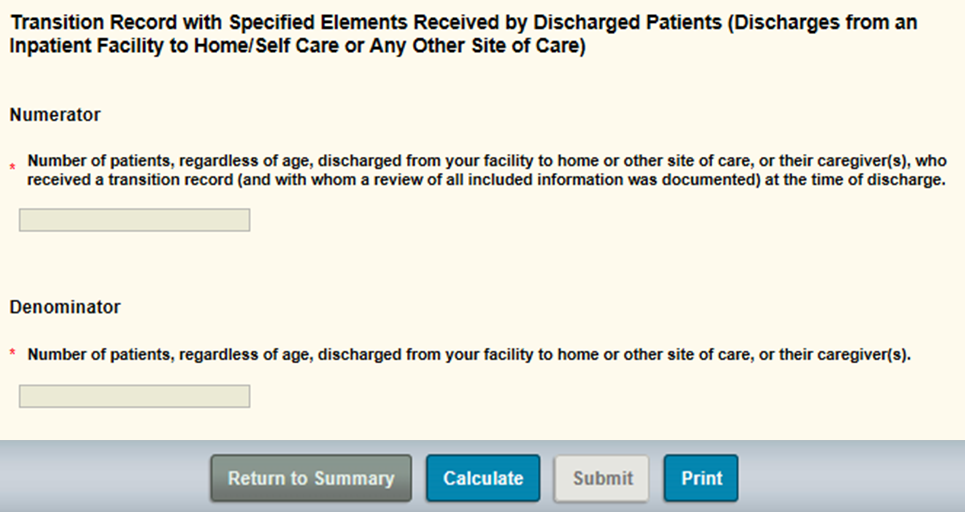 Transition Record with Specified Elements Received by Discharged Patients (Discharges from an
Inpatient Facility to Home/Self Care or Any Other Site of Care)
Numerator
* Number of patients, regardless of age, discharged from your facility to home or other site of care, or their caregiver(s), who
received a transition record (and with whom a review of all included information was documented) at the time of discharge.
Denominator
* Number of patients, regardless of age, discharged from your facility to home or other site of care, or their caregiver(s).
Return to Summary Calculate Submit Print